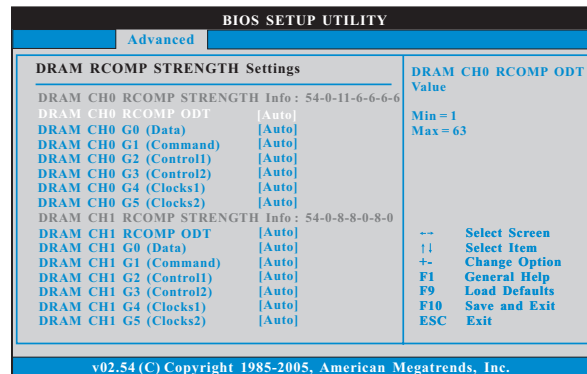 BIOS SETUP UTILITY
Advanced
DRAM RCOMP STRENGTH Settings
DRAM CH0 RCOMP STRENGTH Info : 54-0-11-6-6-6-6
DRAM CH0 RCOMP ODT [Auto]
DRAM CH0 G0 (Data) [Auto]
DRAM CH0 G1 (Command) [Auto]
DRAM CH0 G2 (Control1) [Auto]
DRAM CH0 G3 (Control2) [Auto]
DRAM CH0 G4 (Clocks1) [Auto]
DRAM CH0 G5 (Clocks2) [Auto]
DRAM CH1 RCOMP STRENGTH Info : 54-0-8-8-0-8-0
DRAM CH1 RCOMP ODT [Auto]
DRAM CH1 G0 (Data) [Auto]
DRAM CH1 G1 (Command) [Auto]
DRAM CH1 G2 (Control1) [Auto]
DRAM CH1 G3 (Control2) [Auto]
DRAM CH1 G4 (Clocks1) [Auto]
DRAM CH1 G5 (Clocks2) [Auto]
DRAM CH0 RCOMP ODT
Value
Min = 1
Max = 63
←→ Select Screen
↑↓ Select Item
+- Change Option
F1 General Help
F9 Load Defaults
F10 Save and Exit
ESC Exit
v02.54 (C) Copyright 1985-2005, American Megatrends, Inc.